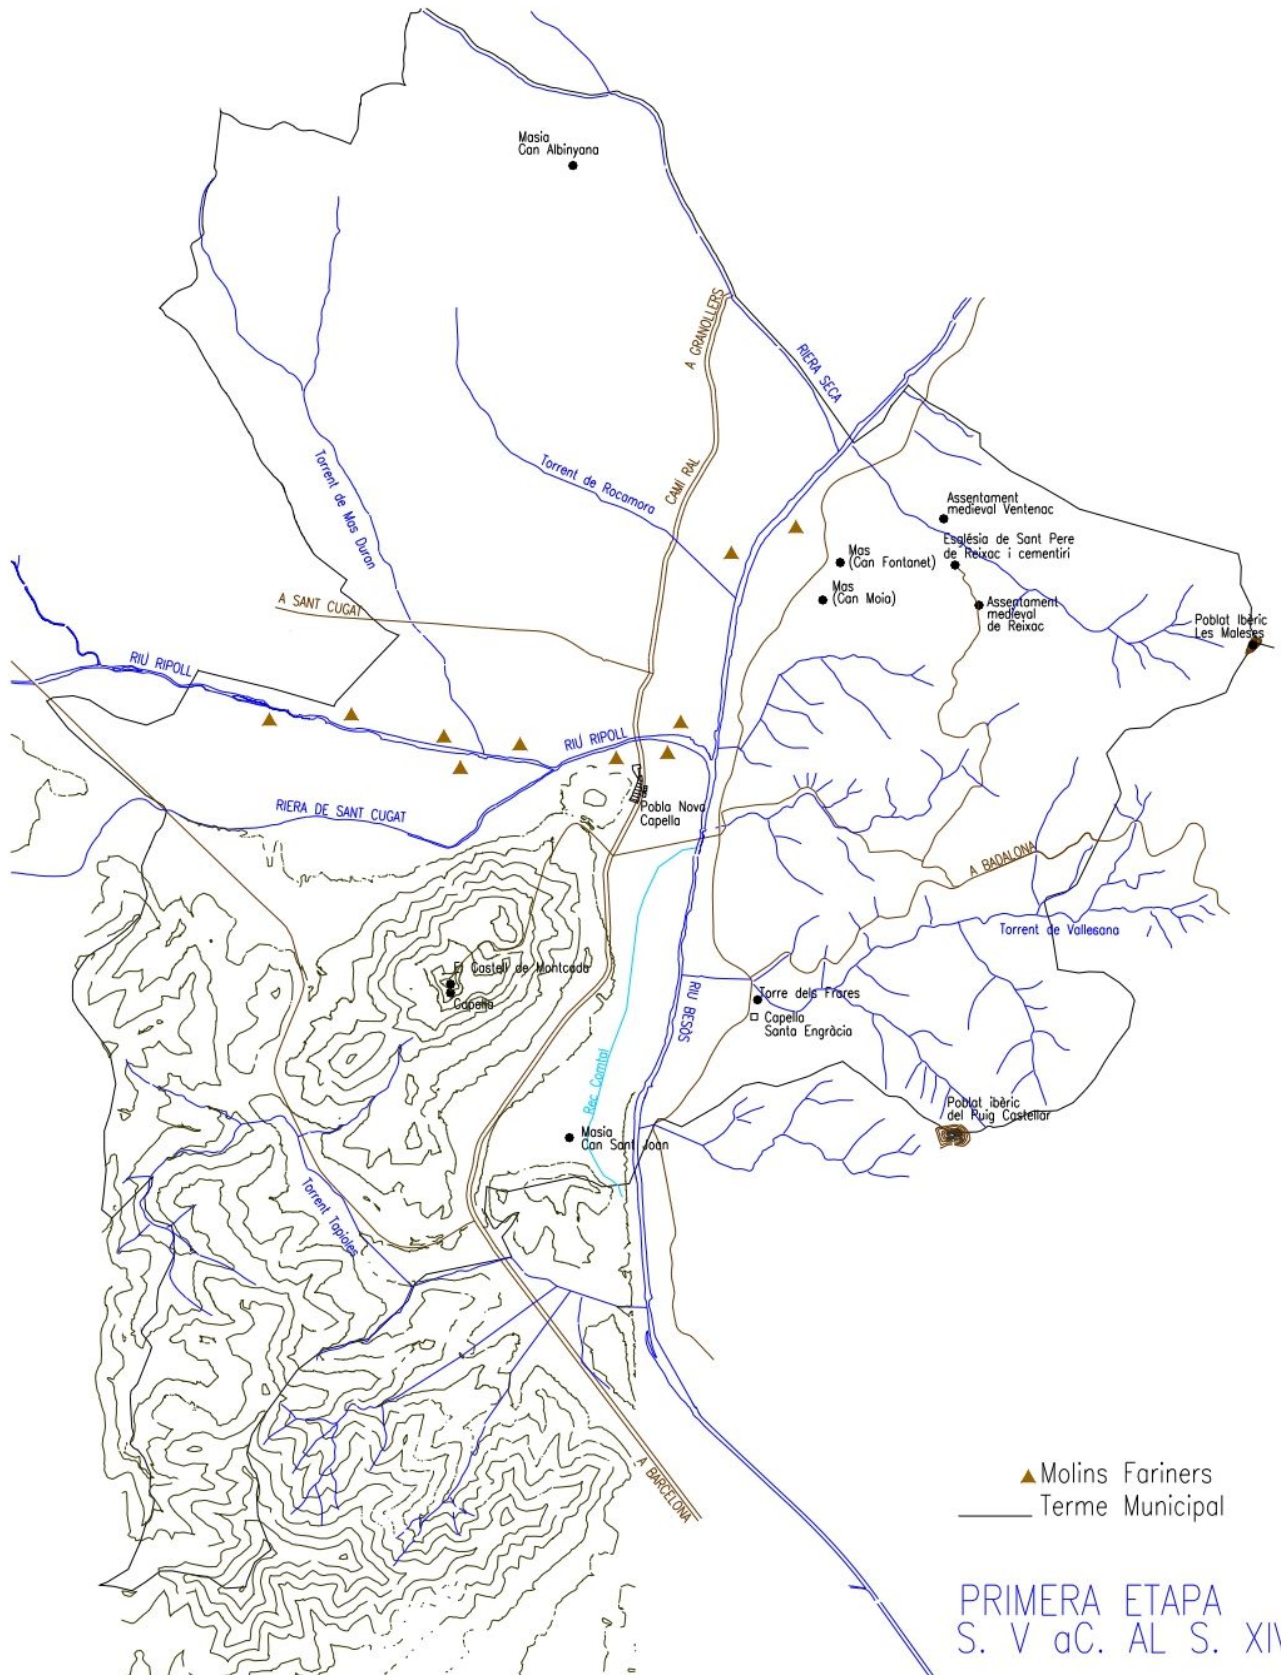 Masia
Can Albinyana
A GRANOLLERS
RIERA SECA
CAMÍ RAL
Torrent de Rocamora
Torrent de Mas Duran
Assentament
medieval Ventenac
Església de Sant Pere
de Reixac i cementiri
Mas
(Can Fontanet)
Mas
(Can Moia)
Assentament
medieval
de Reixac
Poblat Ibèric
Les Maleses
A SANT CUGAT
RIU RIPOLL
RIU RIPOLL
RIERA DE SANT CUGAT
Pobla Nova
Capella
A BADALONA
Torrent de Vallesana
El Castell de Montcada
Capella
Torre dels Frares
Capella
Santa Engràcia
RIU BESÒS
Rec Comtal
Poblat ibèric
del Puig Castellar
Masia
Can Sant Joan
Torrent Tapioles
A BARCELONA
Molins Fariners
Terme Municipal
PRIMERA ETAPA
S. V aC. AL S. XIV